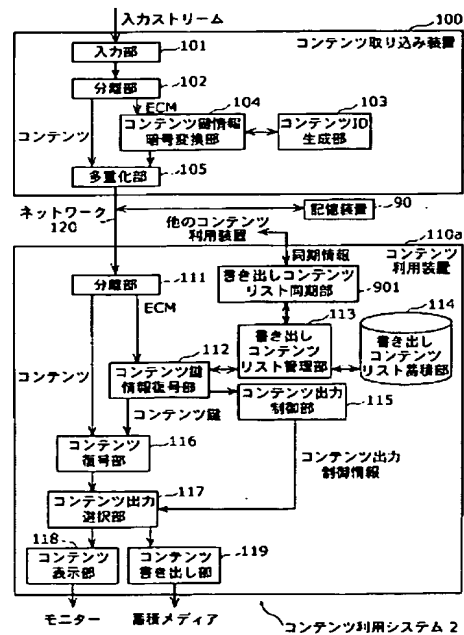 入力ストリーム
100
コンテンツ取り込み装置
入力部
101
分離部
102
ECM
コンテンツ
104
コンテンツ鍵情報
暗号変換部
103
コンテンツID
生成部
多重化部
105
ネットワーク
120
記憶装置
90
他のコンテンツ
利用装置
110a
コンテンツ
利用装置
同期情報
分離部
111
書き出しコンテンツ
リスト同期部
901
ECM
113
書き出し
コンテンツ
リスト管理部
114
書き出し
コンテンツ
リスト蓄積部
112
コンテンツ鍵
情報復号部
コンテンツ
コンテンツ出力
制御部
115
コンテンツ鍵
116
コンテンツ
復号部
コンテンツ出力
制御情報
117
コンテンツ出力
選択部
118
コンテンツ
表示部
119
コンテンツ
書き出し部
モニター
蓄積メディア
コンテンツ利用システム 2